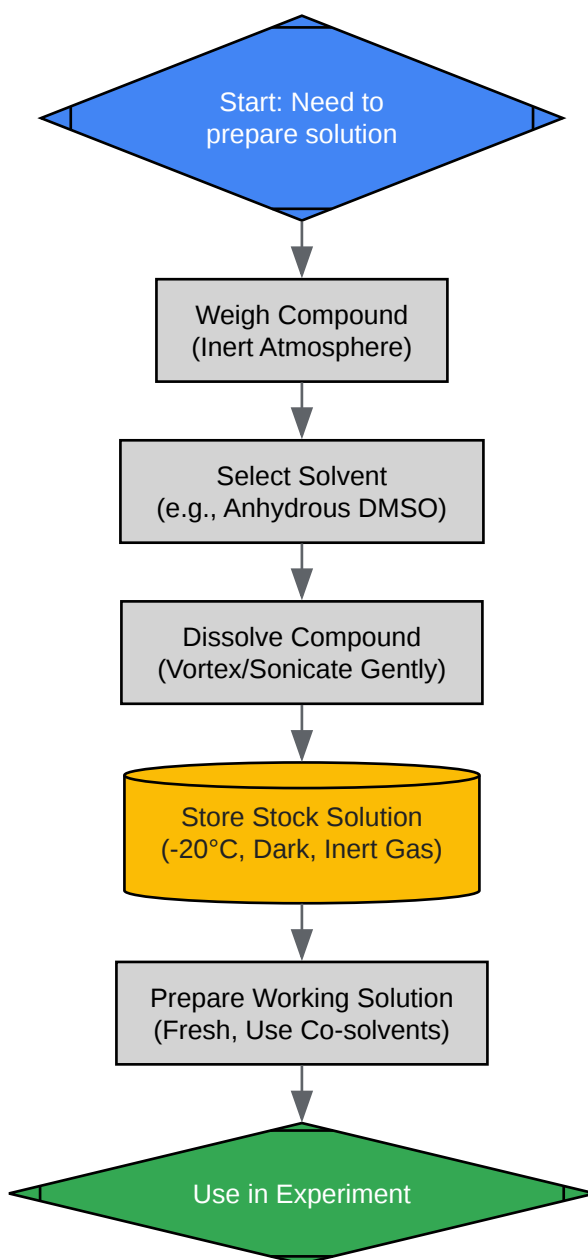 Start: Need to
prepare solution
Weigh Compound
(Inert Atmosphere)
Select Solvent
(e.g., Anhydrous DMSO)
Dissolve Compound
(Vortex/Sonicate Gently)
Store Stock Solution
(-20°C, Dark, Inert Gas)
Prepare Working Solution
(Fresh, Use Co-solvents)
Use in Experiment